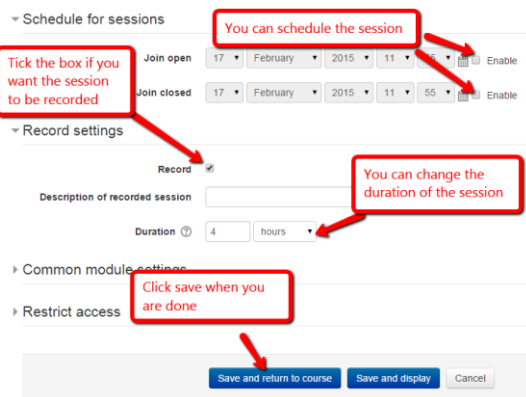 Schedule for sessions
You can schedule the session
Join open 17 February 2015 11 55 Enable
Tick the box if you
want the session
to be recorded
Join closed 17 February 2015 11 55 Enable
Record settings
Record
You can change the
duration of the session
Description of recorded session
Duration 4 hours
Common module settings
Click save when you
are done
Restrict access
Save and return to course Save and display Cancel